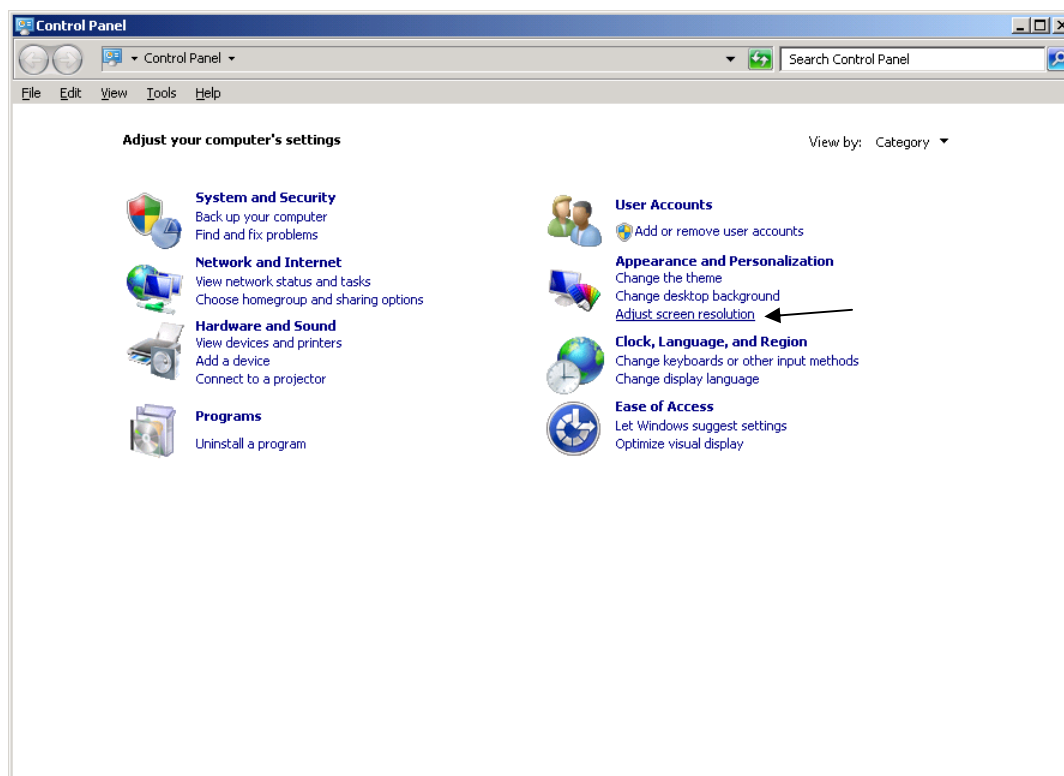 Control Panel
Control Panel
Search Control Panel
File Edit View Tools Help
Adjust your computer's settings
View by: Category
System and Security
Back up your computer
Find and fix problems
Network and Internet
View network status and tasks
Choose homegroup and sharing options
Hardware and Sound
View devices and printers
Add a device
Connect to a projector
Programs
Uninstall a program
User Accounts
Add or remove user accounts
Appearance and Personalization
Change the theme
Change desktop background
Adjust screen resolution
Clock, Language, and Region
Change keyboards or other input methods
Change display language
Ease of Access
Let Windows suggest settings
Optimize visual display